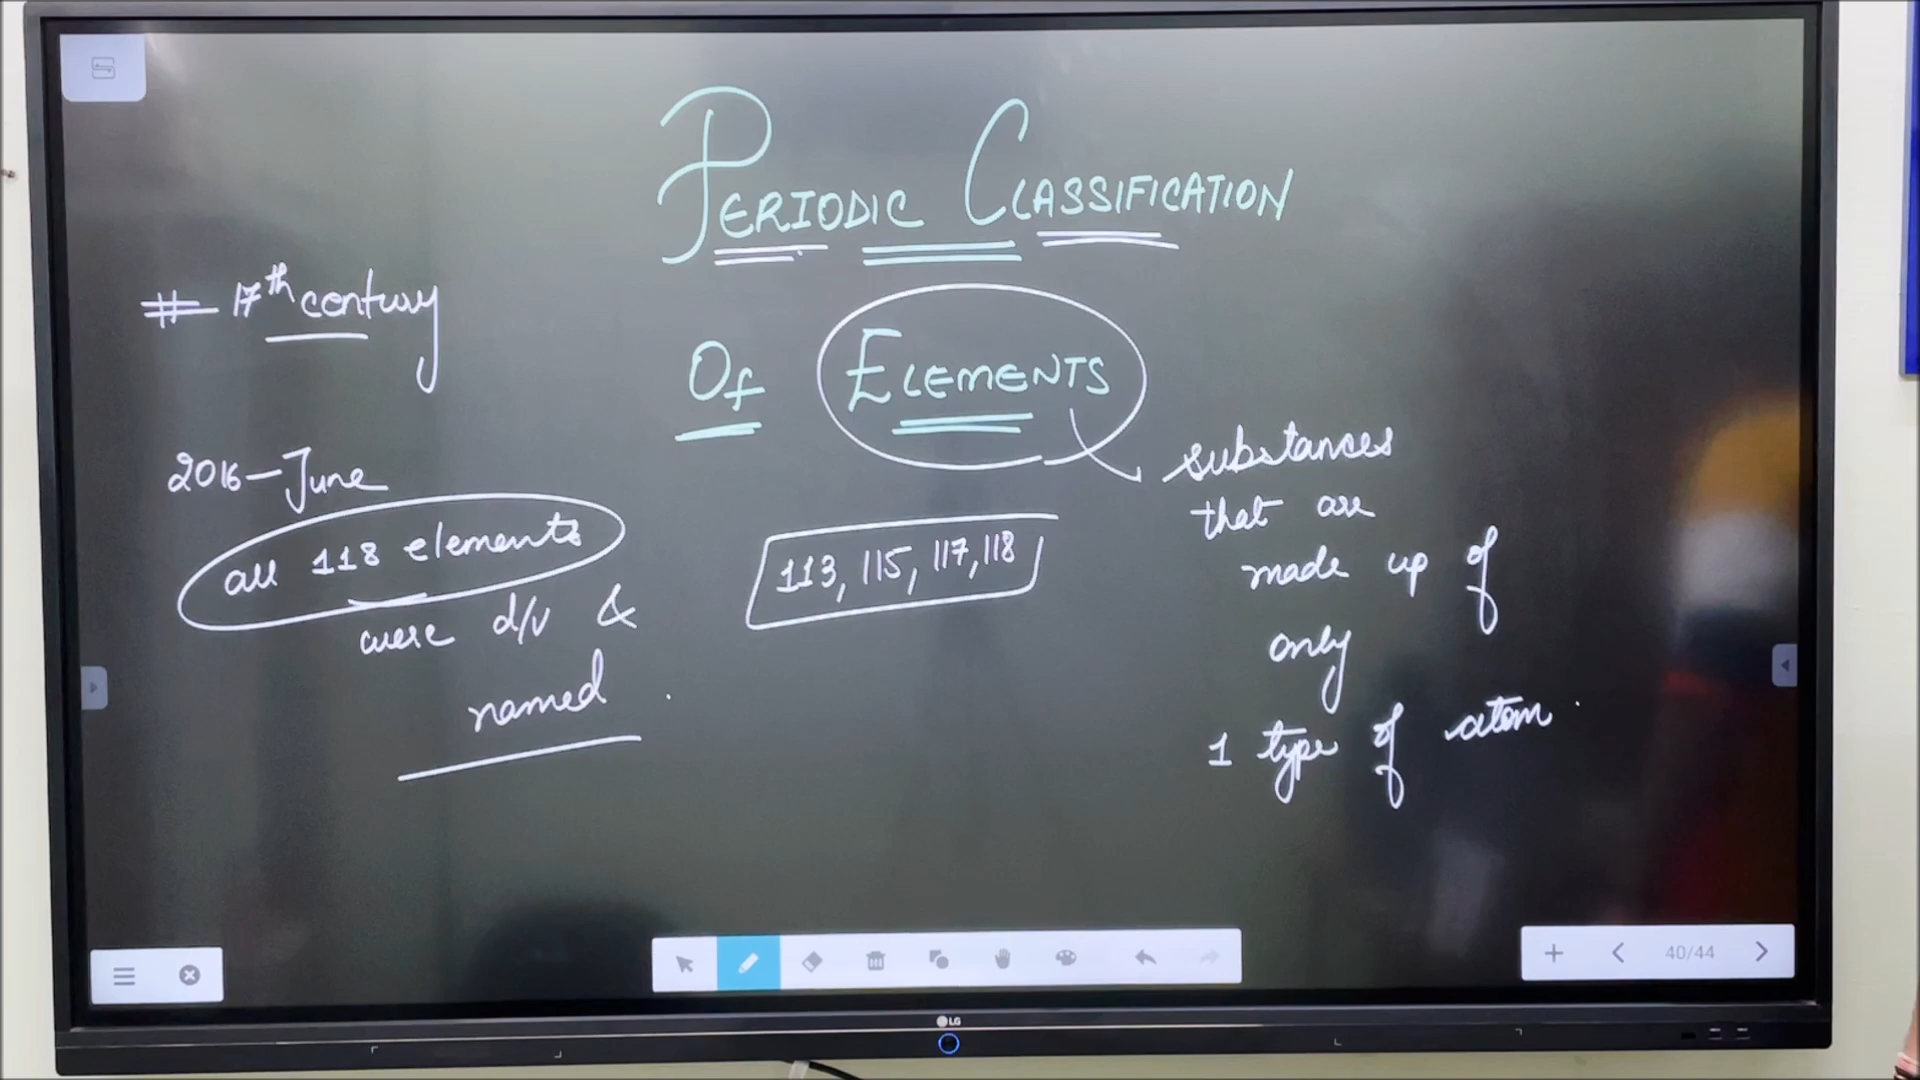 PERIODIC CLASSIFICATION
Of ELEMENTS
# 17th century
2016-June
all 118 elements
were d/v &
named.
113, 115, 117, 118
substances
that are
made up of
only
1 type of atom.
40/44
LG